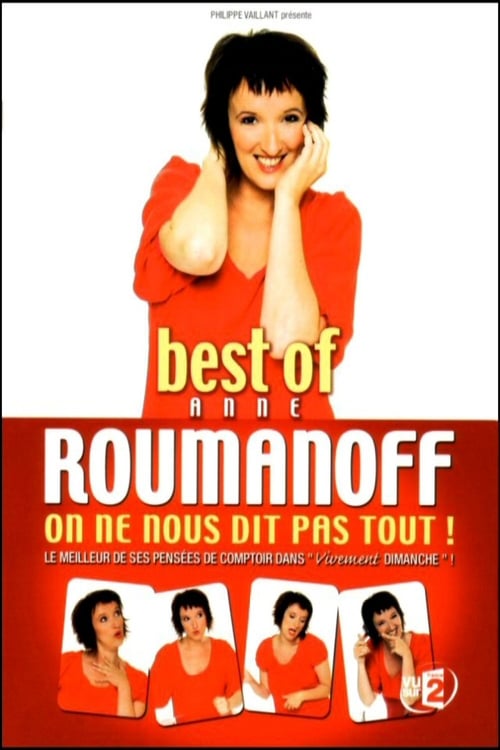 PHILIPPE VAILLANT présente
best of
ANNE
ROUMANOFF
ON NE NOUS DIT PAS TOUT !
LE MEILLEUR DE SES PENSÉES DE COMPTOIR DANS " Vivement DIMANCHE " !
vu sur
france 2